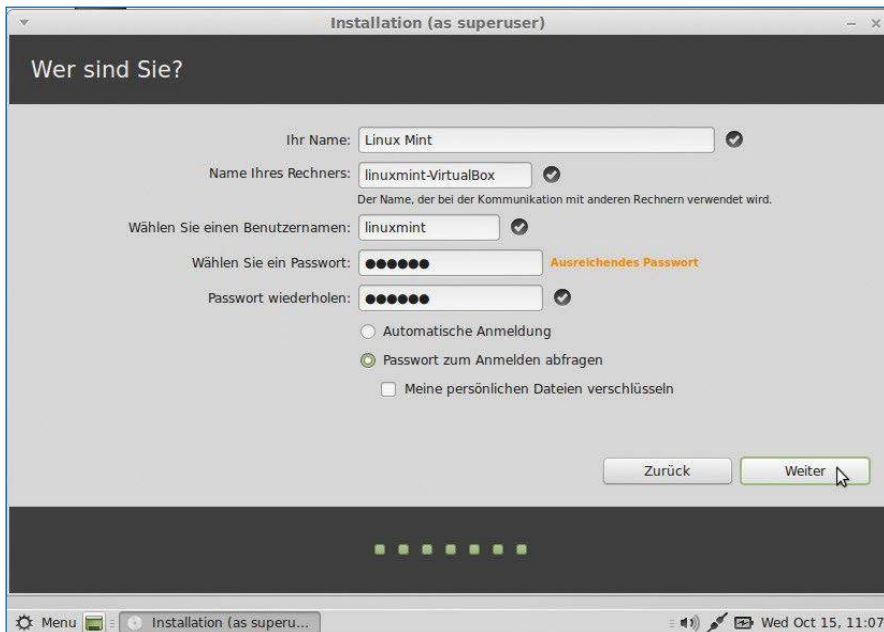 Installation (as superuser)
Wer sind Sie?
Ihr Name: Linux Mint
Name Ihres Rechners: linuxmint-VirtualBox
Der Name, der bei der Kommunikation mit anderen Rechnern verwendet wird.
Wählen Sie einen Benutzernamen: linuxmint
Wählen Sie ein Passwort: ●●●●●● Ausreichendes Passwort
Passwort wiederholen: ●●●●●●
Automatische Anmeldung
Passwort zum Anmelden abfragen
Meine persönlichen Dateien verschlüsseln
Zurück Weiter
Menu Installation (as superu... Wed Oct 15, 11:07